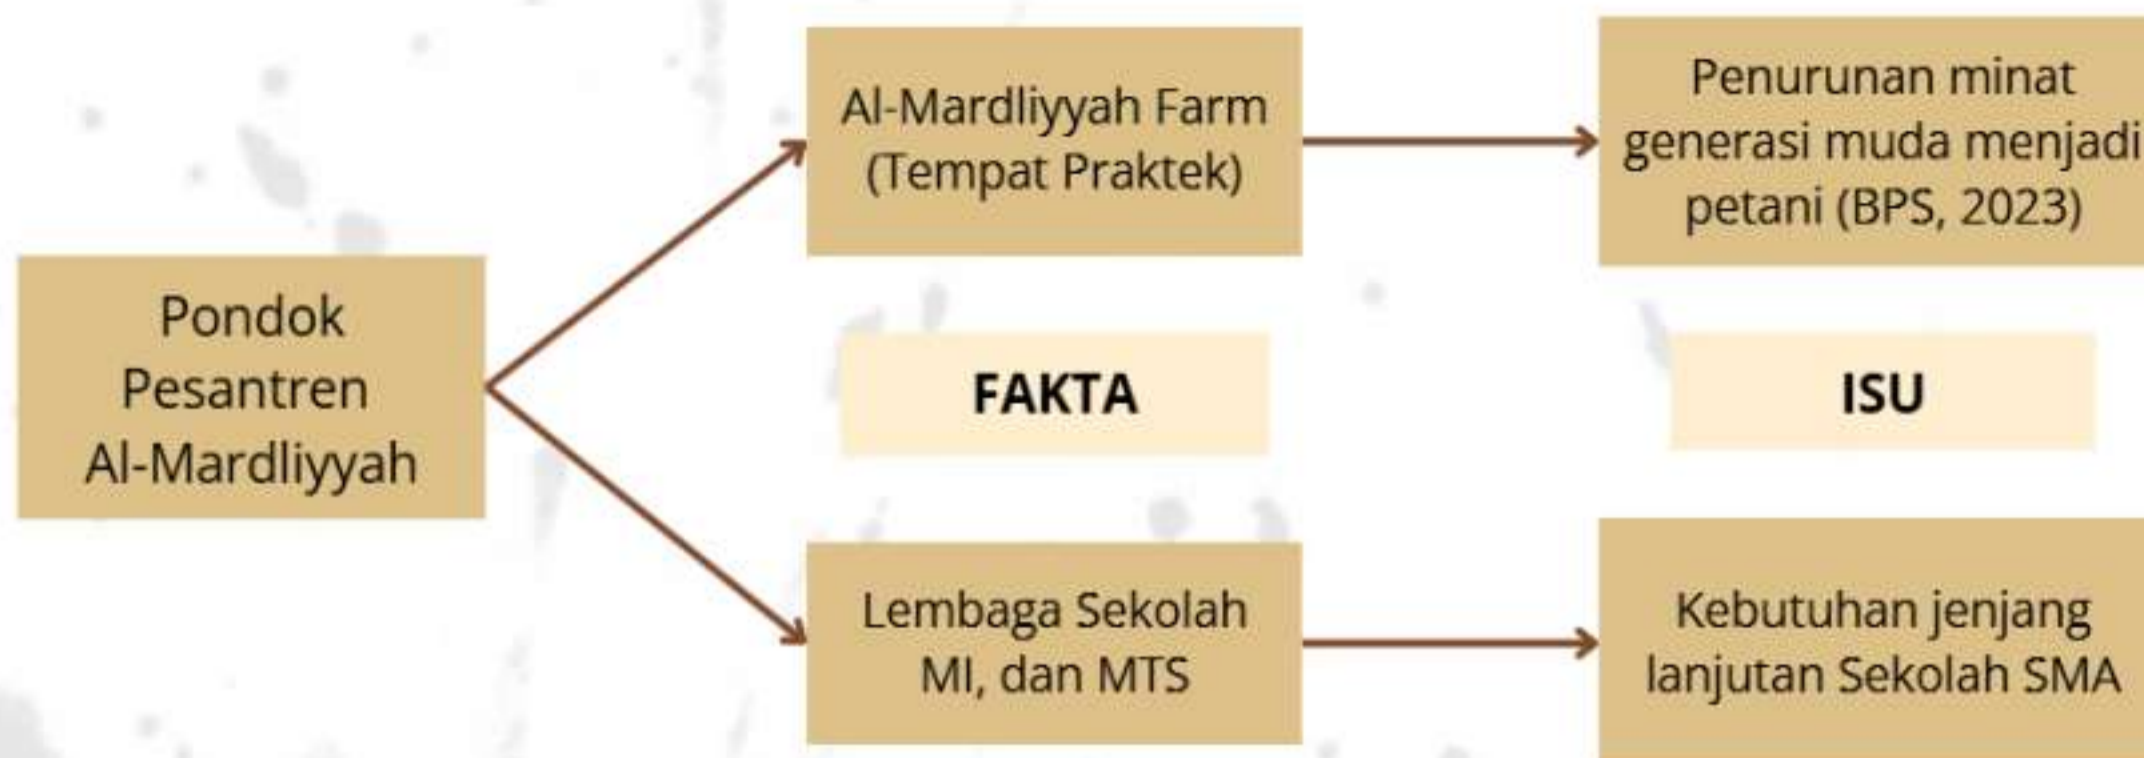 Pondok
Pesantren
Al-Mardliyyah
Al-Mardliyyah Farm
(Tempat Praktek)
Penurunan minat
generasi muda menjadi
petani (BPS, 2023)
FAKTA
ISU
Lembaga Sekolah
MI, dan MTS
Kebutuhan jenjang
lanjutan Sekolah SMA